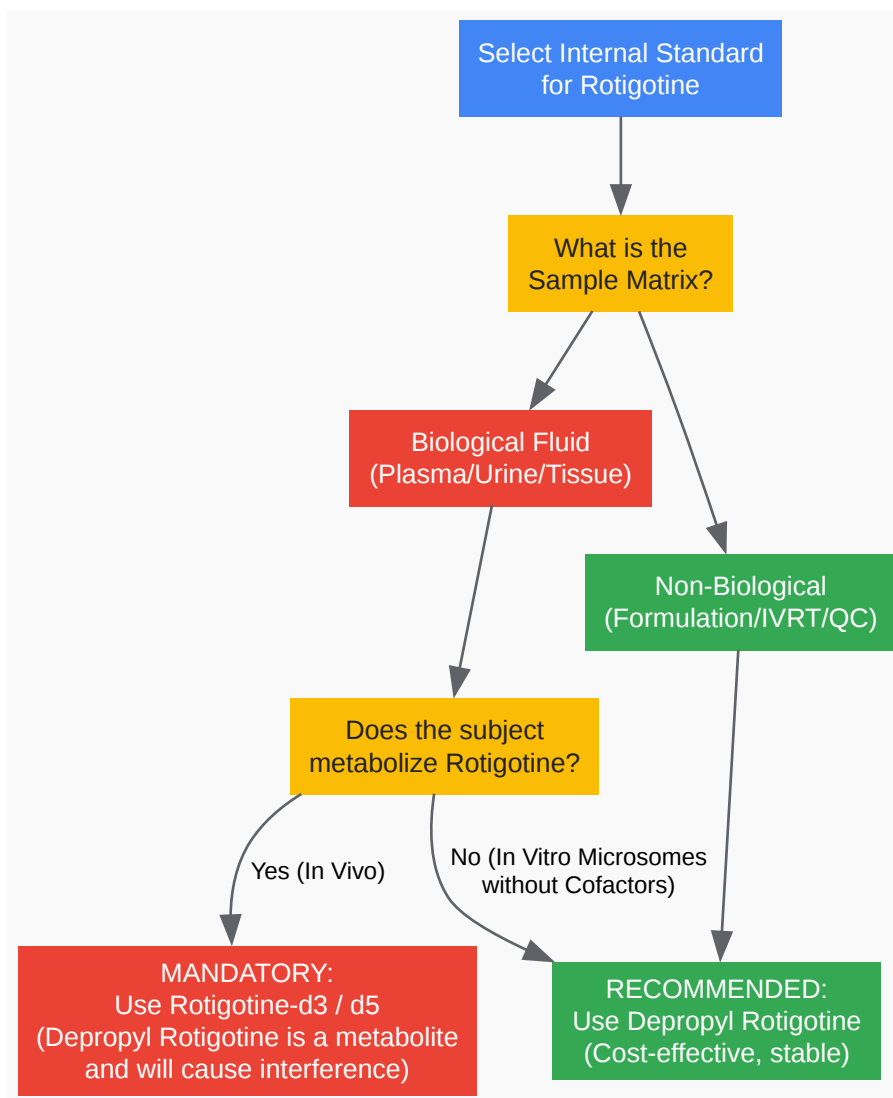 Select Internal Standard
for Rotigotine
What is the
Sample Matrix?
Biological Fluid
(Plasma/Urine/Tissue)
Non-Biological
(Formulation/IVRT/QC)
Does the subject
metabolize Rotigotine?
Yes (In Vivo)
No (In Vitro Microsomes
without Cofactors)
MANDATORY:
Use Rotigotine-d3 / d5
(Depropyl Rotigotine is a metabolite
and will cause interference)
RECOMMENDED:
Use Depropyl Rotigotine
(Cost-effective, stable)